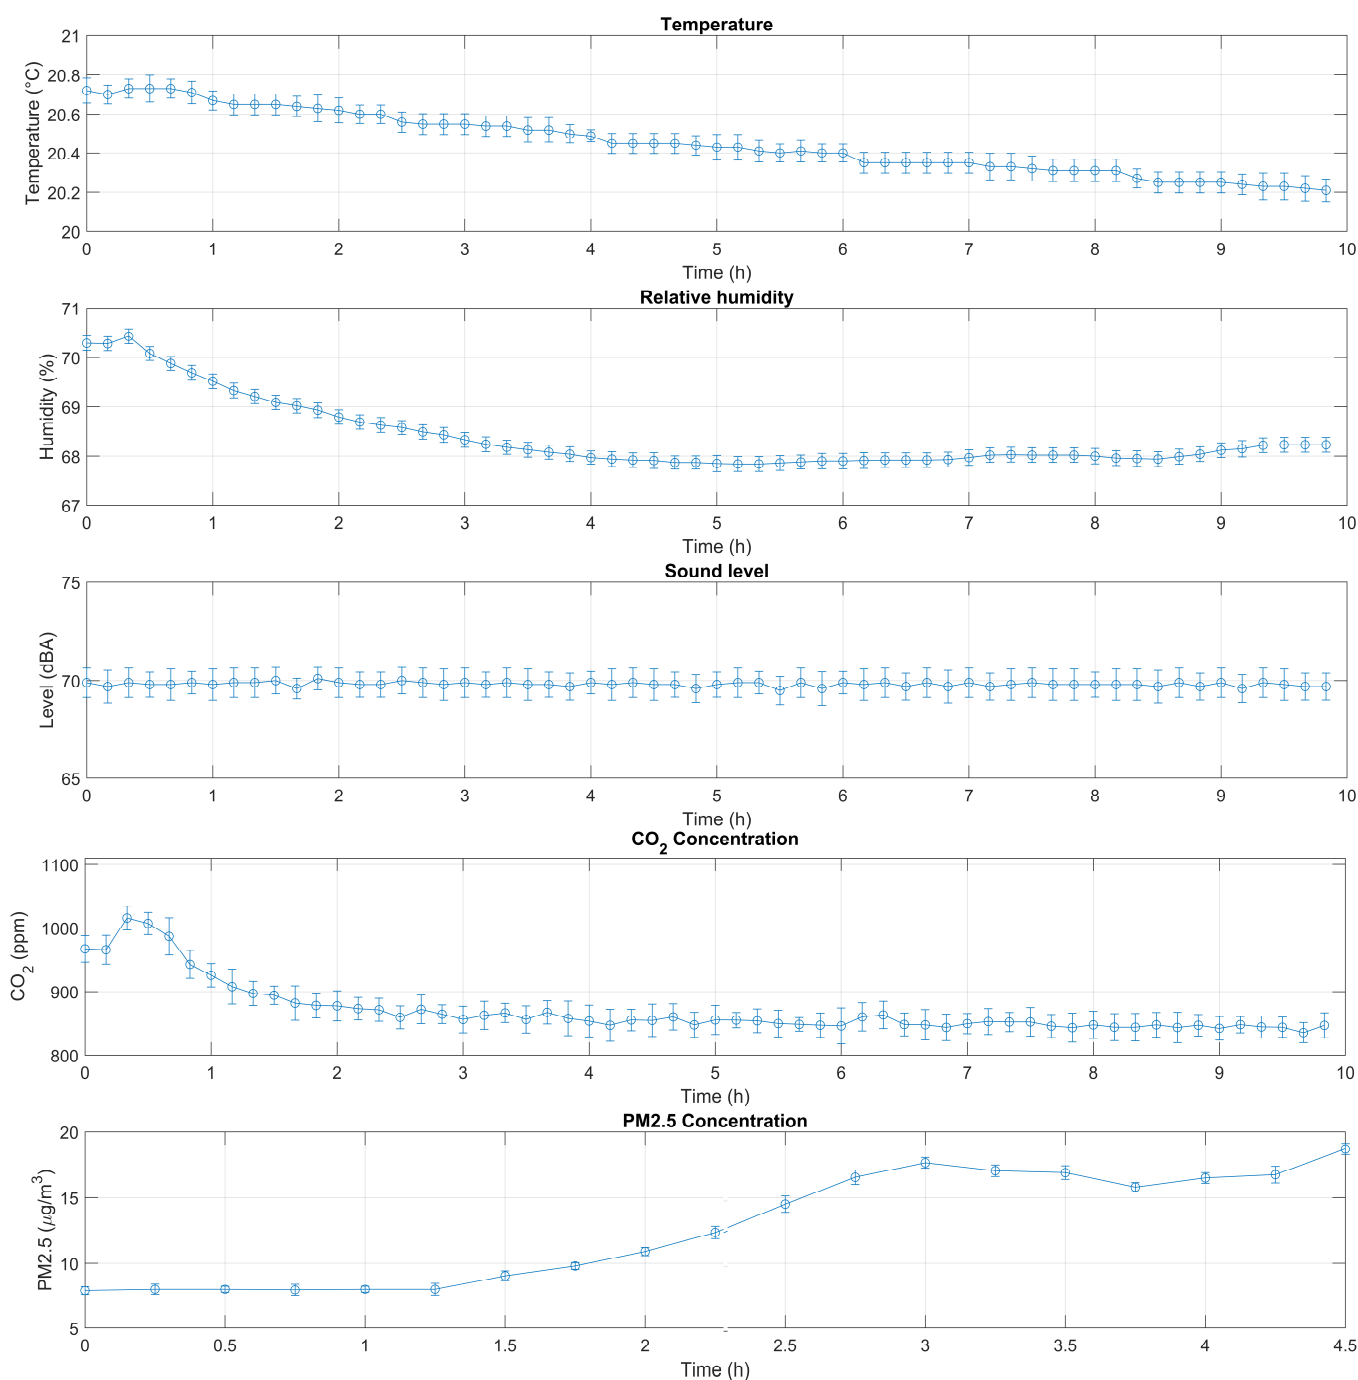 Temperature
21
20.8
20.6
20.4
20.2
20
Temperature (°C)
0 1 2 3 4 5 6 7 8 9 10
Time (h)
Relative humidity
71
70
69
68
67
Humidity (%)
0 1 2 3 4 5 6 7 8 9 10
Time (h)
Sound level
75
70
65
Level (dBA)
0 1 2 3 4 5 6 7 8 9 10
Time (h)
CO2 Concentration
1100
1000
900
800
CO2 (ppm)
0 1 2 3 4 5 6 7 8 9 10
Time (h)
PM2.5 Concentration
20
15
10
5
PM2.5 (μg/m³)
0 0.5 1 1.5 2 2.5 3 3.5 4 4.5
Time (h)